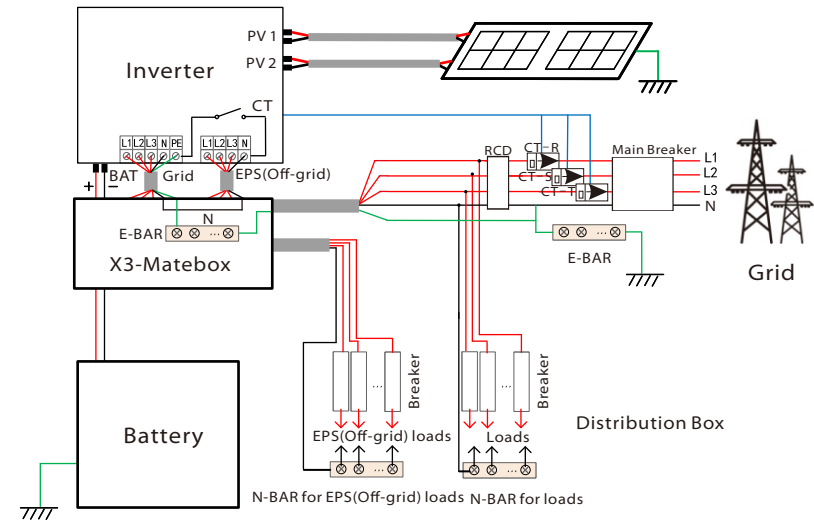 PV 1
Inverter
PV 2
CT
L1 L2 L3 N PE
L1 L2 L3 N
BAT
Grid
EPS(Off-grid)
+
−
N
E-BAR
...
X3-Matebox
RCD
CT-R
CT-S
CT-T
Main Breaker
L1
L2
L3
N
...
E-BAR
Grid
Battery
...
Breaker
EPS(Off-grid) loads
...
N-BAR for EPS(Off-grid) loads
...
Breaker
Loads
...
N-BAR for loads
Distribution Box